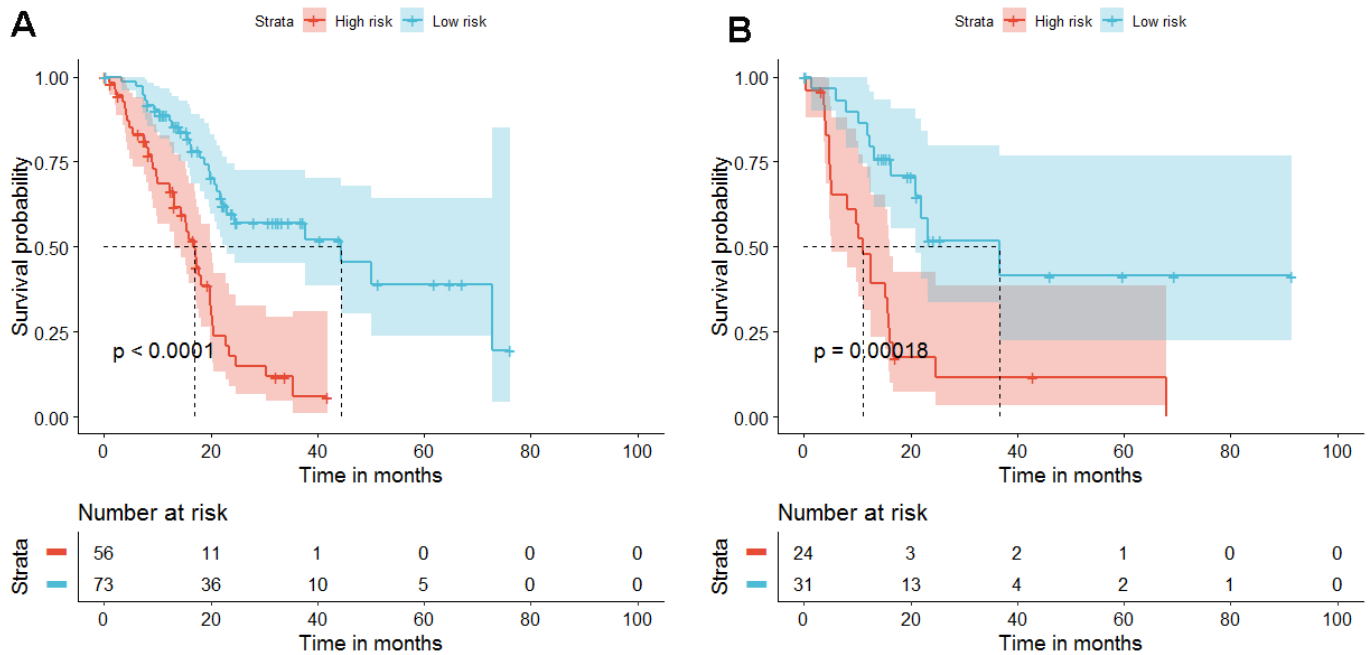 A
Strata High risk Low risk
Survival probability
1.00
0.75
0.50
0.25
0.00
p < 0.0001
0 20 40 60 80 100
Time in months
Number at risk
Strata
56 11 1 0 0 0
73 36 10 5 0 0
0 20 40 60 80 100
Time in months
B
Strata High risk Low risk
Survival probability
1.00
0.75
0.50
0.25
0.00
p = 0.00018
0 20 40 60 80 100
Time in months
Number at risk
Strata
24 3 2 1 0 0
31 13 4 2 1 0
0 20 40 60 80 100
Time in months